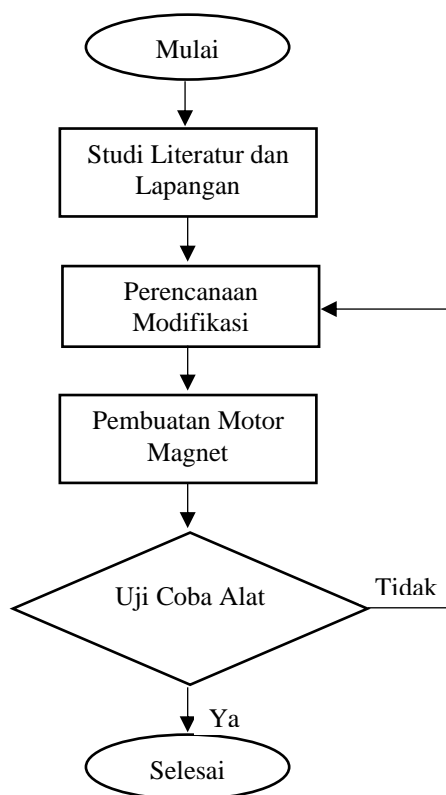 Mulai
Studi Literatur dan
Lapangan
Perencanaan
Modifikasi
Pembuatan Motor
Magnet
Uji Coba Alat
Tidak
Ya
Selesai